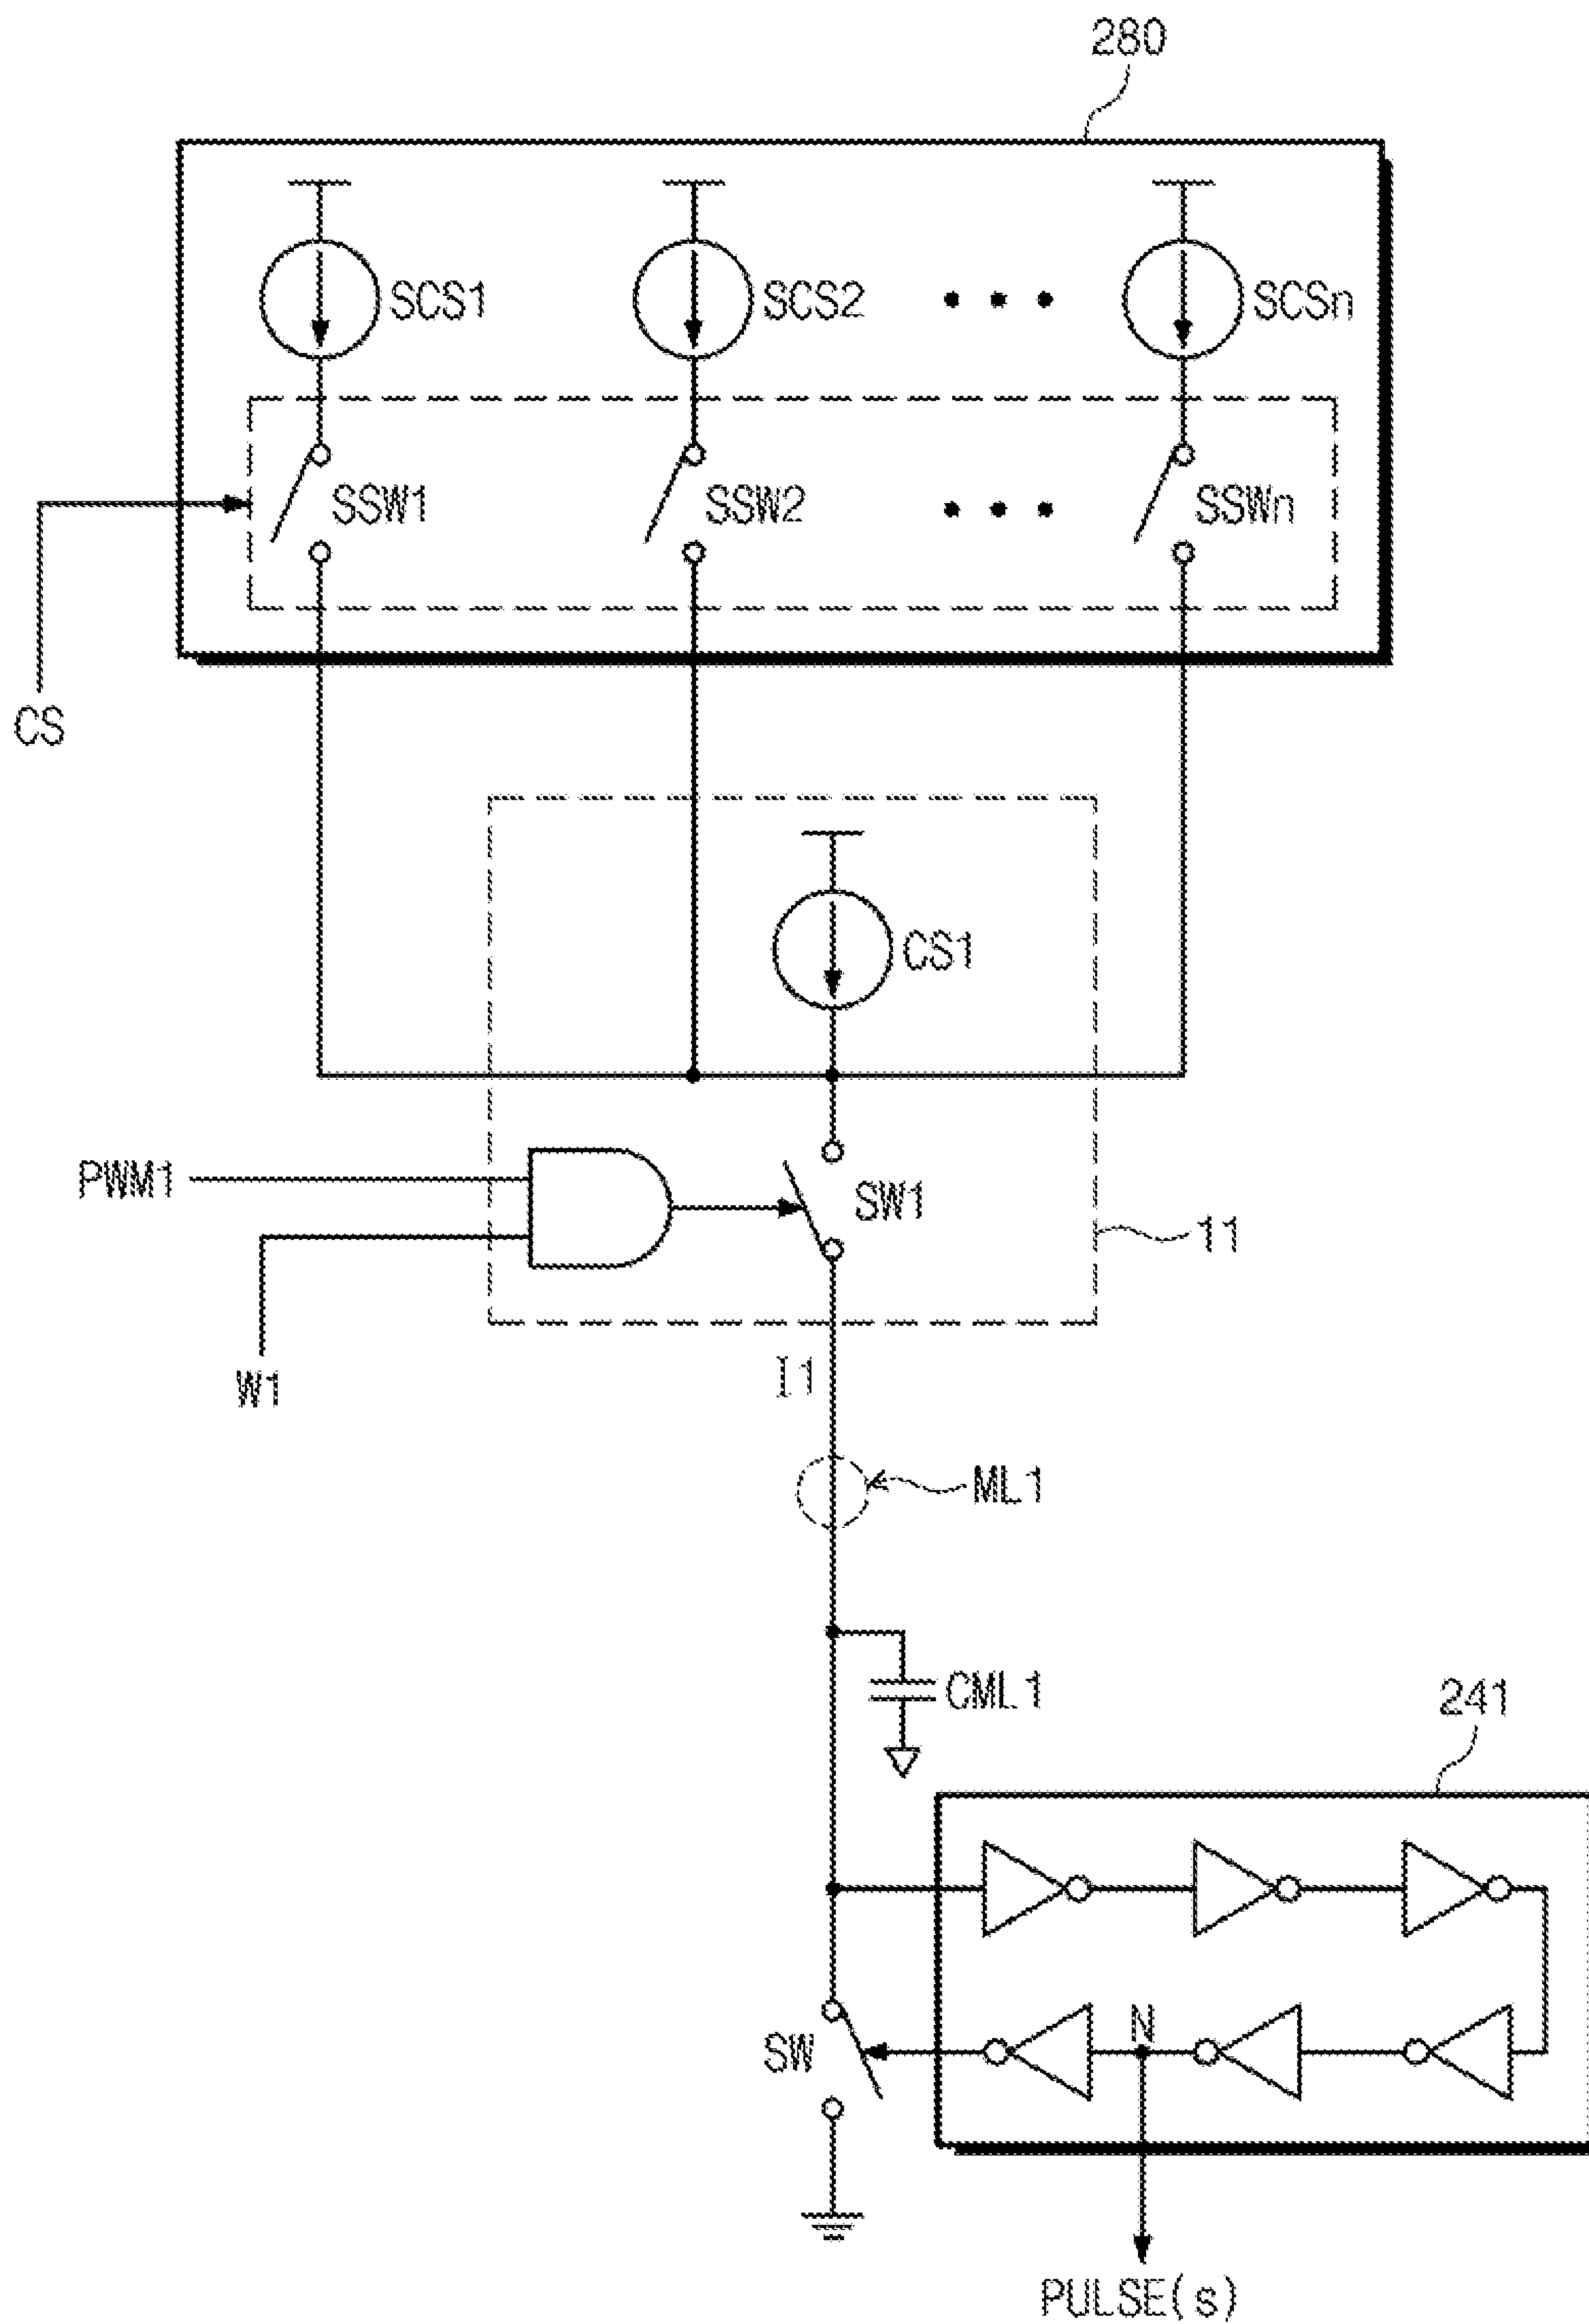 280
SCS1
SCS2
SCSn
SSW1
SSW2
SSWn
CS
CS1
PWM1
SW1
11
W1
I1
ML1
CML1
241
N
SW
PULSE(s)